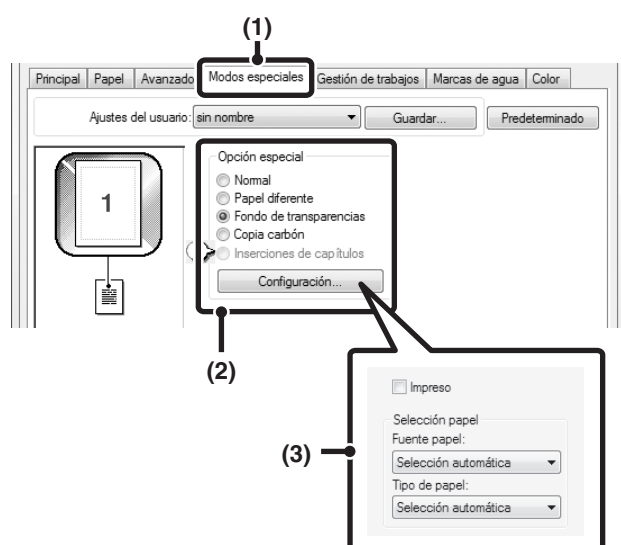 (1)
Principal Papel Avanzado Modos especiales Gestión de trabajos Marcas de agua Color
Ajustes del usuario: sin nombre Guardar... Predeterminado
Opción especial
1
Normal
Papel diferente
Fondo de transparencias
Copia carbón
Inserciones de capítulos
Configuración...
(2)
Impreso
Selección papel
Fuente papel:
(3)
Selección automática
Tipo de papel:
Selección automática